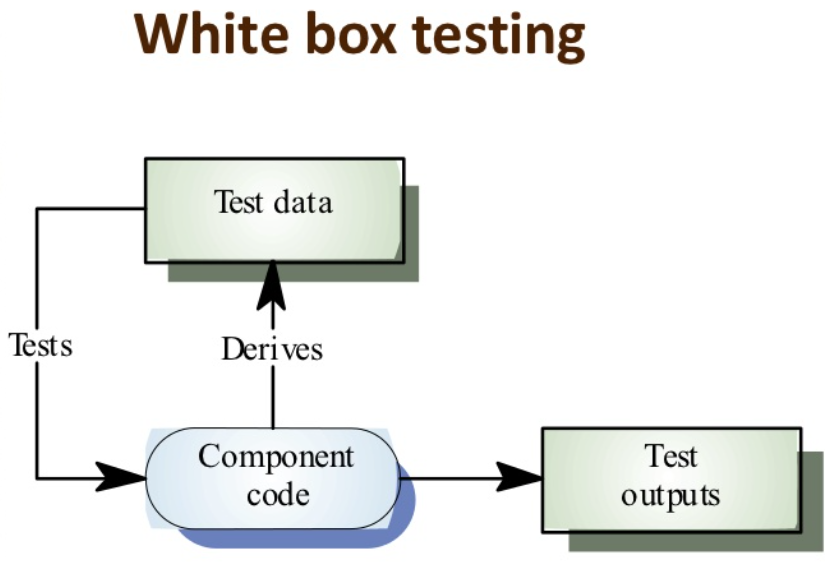 White box testing
Test data
Tests
Derives
Component
code
Test
outputs